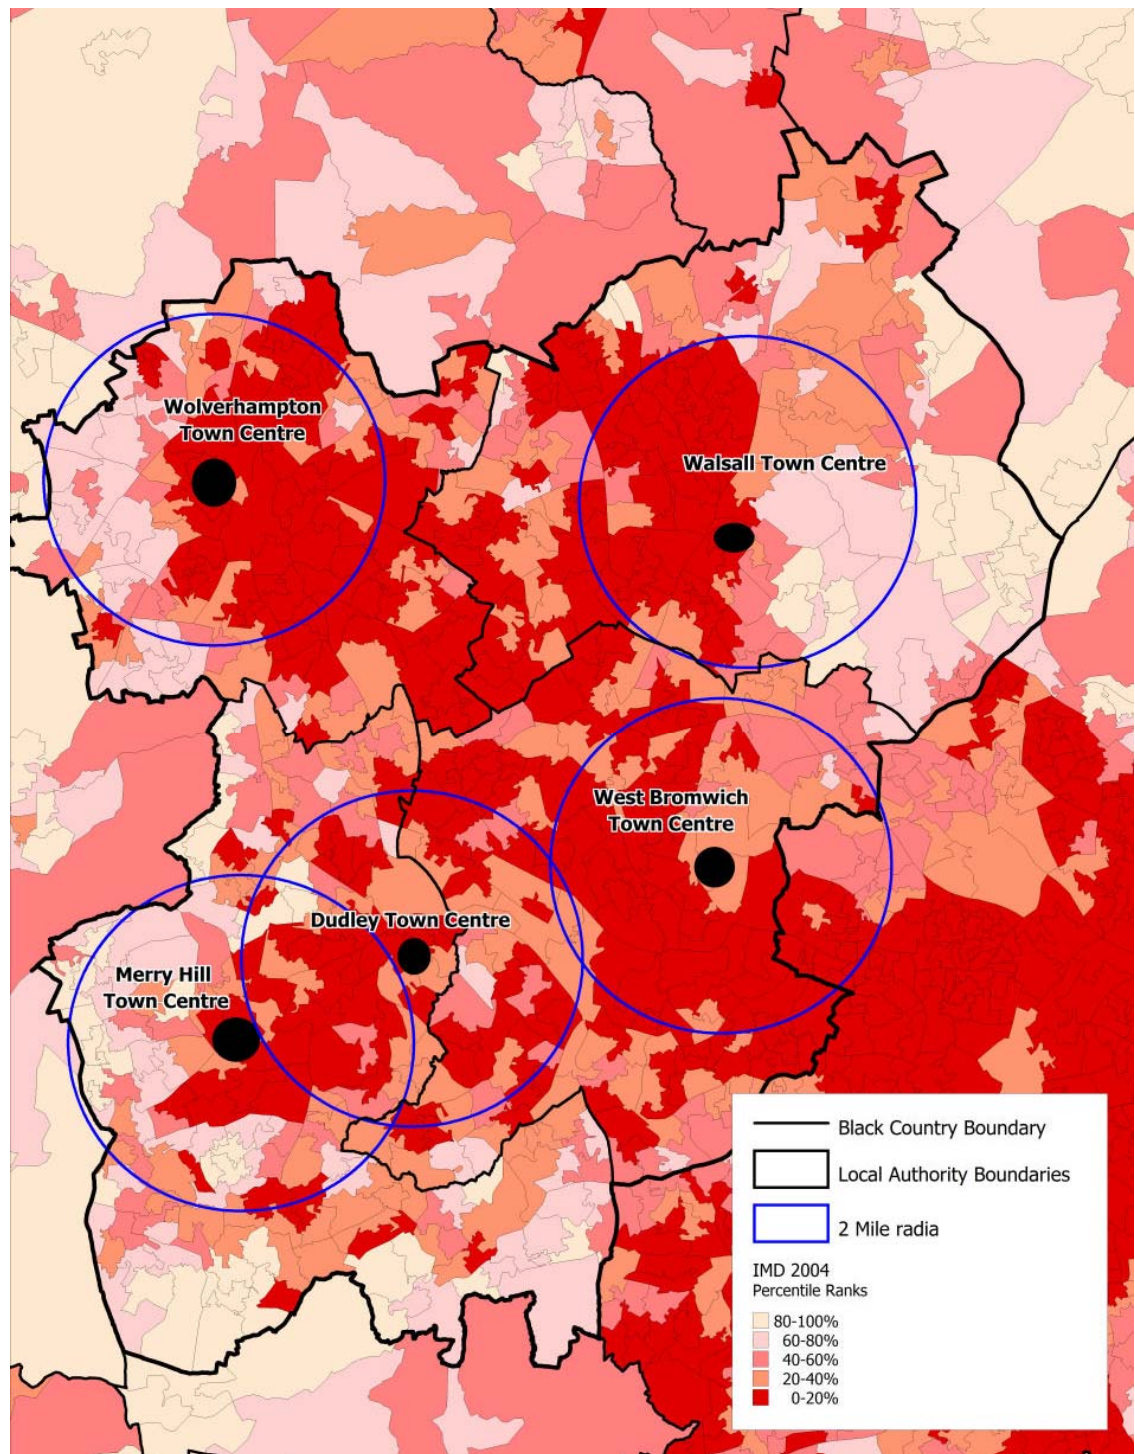 Wolverhampton
Town Centre
Walsall Town Centre
West Bromwich
Town Centre
Dudley Town Centre
Merry Hill
Town Centre
Black Country Boundary
Local Authority Boundaries
2 Mile radia
IMD 2004
Percentile Ranks
80-100%
60-80%
40-60%
20-40%
0-20%